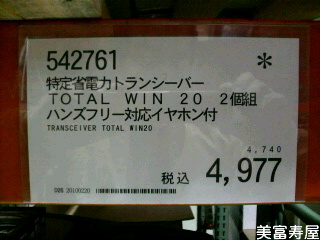 542761
*
特定省電力トランシーバー
TOTAL WIN 20 2個組
ハンズフリー対応イヤホン付
TRANSCEIVER TOTAL WIN20
4,740
税込 4,977
20100220
美富寿屋